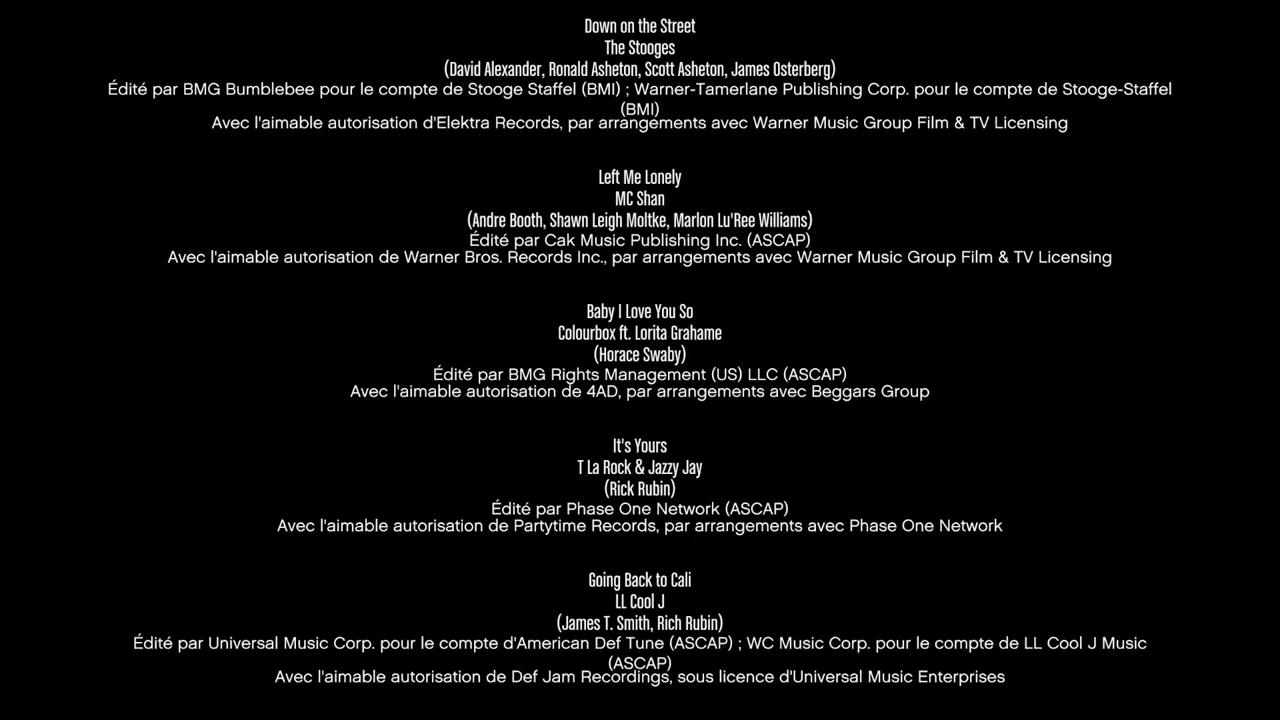 Down on the Street
The Stooges
(David Alexander, Ronald Asheton, Scott Asheton, James Osterberg)
Édité par BMG Bumblebee pour le compte de Stooge Staffel (BMI) ; Warner-Tamerlane Publishing Corp. pour le compte de Stooge-Staffel
(BMI)
Avec l'aimable autorisation d'Elektra Records, par arrangements avec Warner Music Group Film & TV Licensing
Left Me Lonely
MC Shan
(Andre Booth, Shawn Leigh Moltke, Marlon Lu'Ree Williams)
Édité par Cak Music Publishing Inc. (ASCAP)
Avec l'aimable autorisation de Warner Bros. Records Inc., par arrangements avec Warner Music Group Film & TV Licensing
Baby I Love You So
Colourbox ft. Lorita Grahame
(Horace Swaby)
Édité par BMG Rights Management (US) LLC (ASCAP)
Avec l'aimable autorisation de 4AD, par arrangements avec Beggars Group
It's Yours
T La Rock & Jazzy Jay
(Rick Rubin)
Édité par Phase One Network (ASCAP)
Avec l'aimable autorisation de Partytime Records, par arrangements avec Phase One Network
Going Back to Cali
LL Cool J
(James T. Smith, Rich Rubin)
Édité par Universal Music Corp. pour le compte d'American Def Tune (ASCAP) ; WC Music Corp. pour le compte de LL Cool J Music
(ASCAP)
Avec l'aimable autorisation de Def Jam Recordings, sous licence d'Universal Music Enterprises